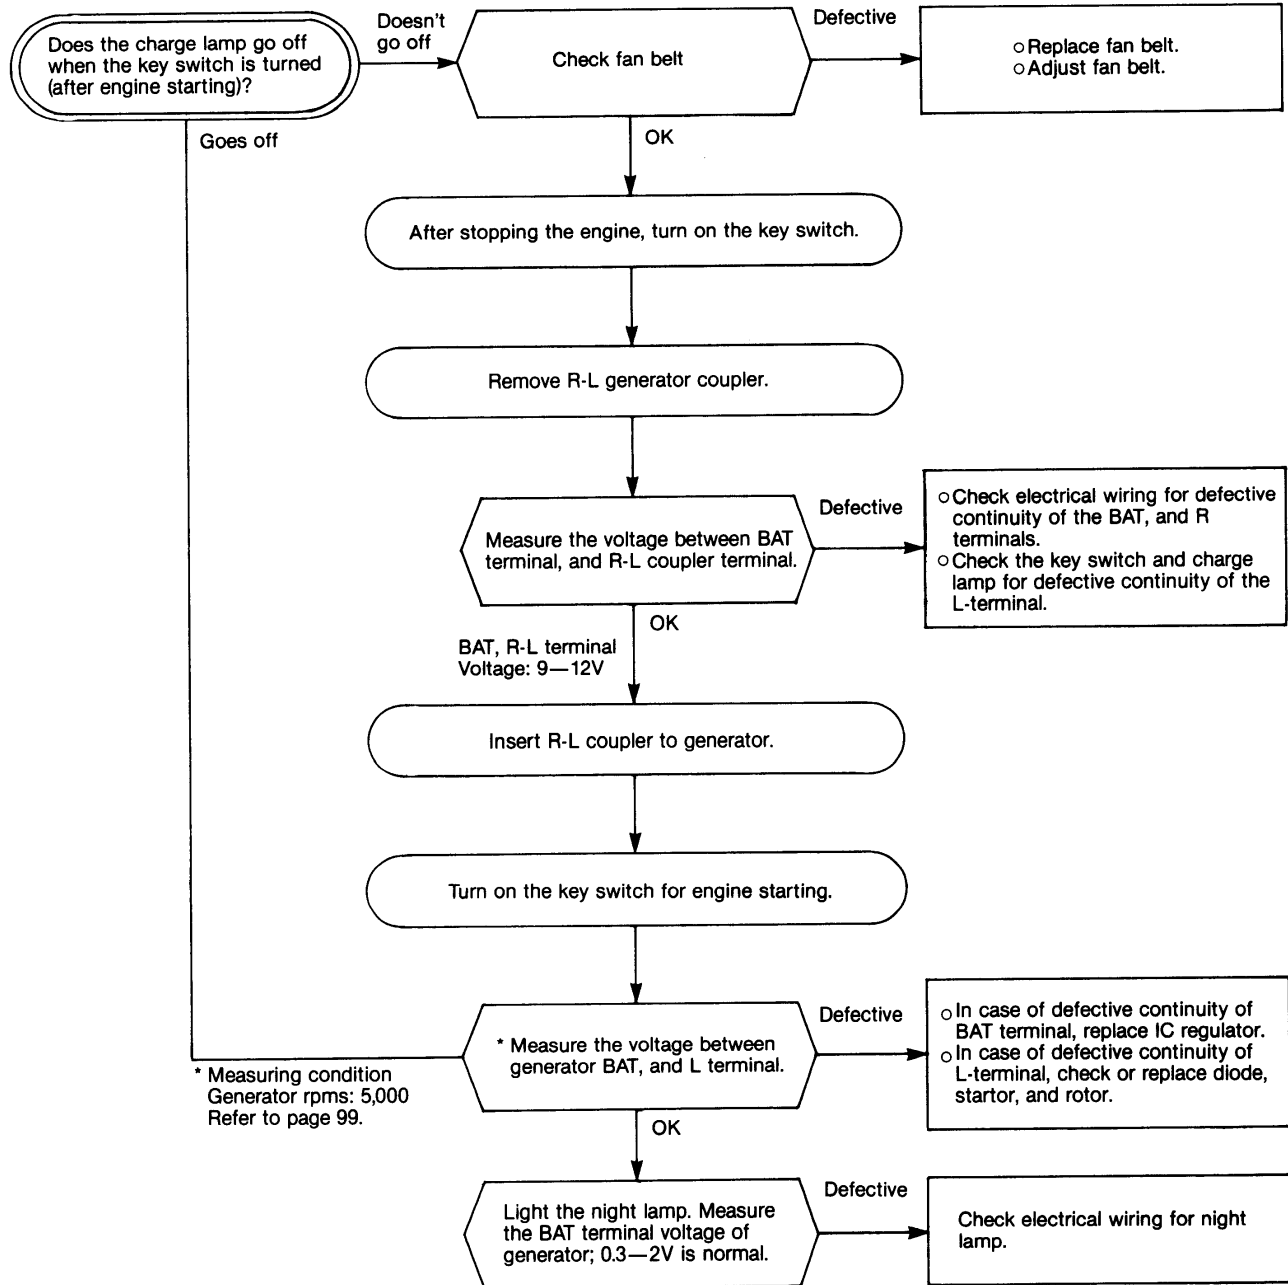 Does the charge lamp go off
when the key switch is turned
(after engine starting)?
Doesn't
go off
Check fan belt
Defective
○ Replace fan belt.
○ Adjust fan belt.
Goes off
OK
After stopping the engine, turn on the key switch.
Remove R-L generator coupler.
Measure the voltage between BAT
terminal, and R-L coupler terminal.
Defective
○ Check electrical wiring for defective
continuity of the BAT, and R
terminals.
○ Check the key switch and charge
lamp for defective continuity of the
L-terminal.
OK
BAT, R-L terminal
Voltage: 9—12V
Insert R-L coupler to generator.
Turn on the key switch for engine starting.
* Measure the voltage between
generator BAT, and L terminal.
Defective
○ In case of defective continuity of
BAT terminal, replace IC regulator.
○ In case of defective continuity of
L-terminal, check or replace diode,
startor, and rotor.
* Measuring condition
Generator rpms: 5,000
Refer to page 99.
OK
Light the night lamp. Measure
the BAT terminal voltage of
generator; 0.3—2V is normal.
Defective
Check electrical wiring for night
lamp.